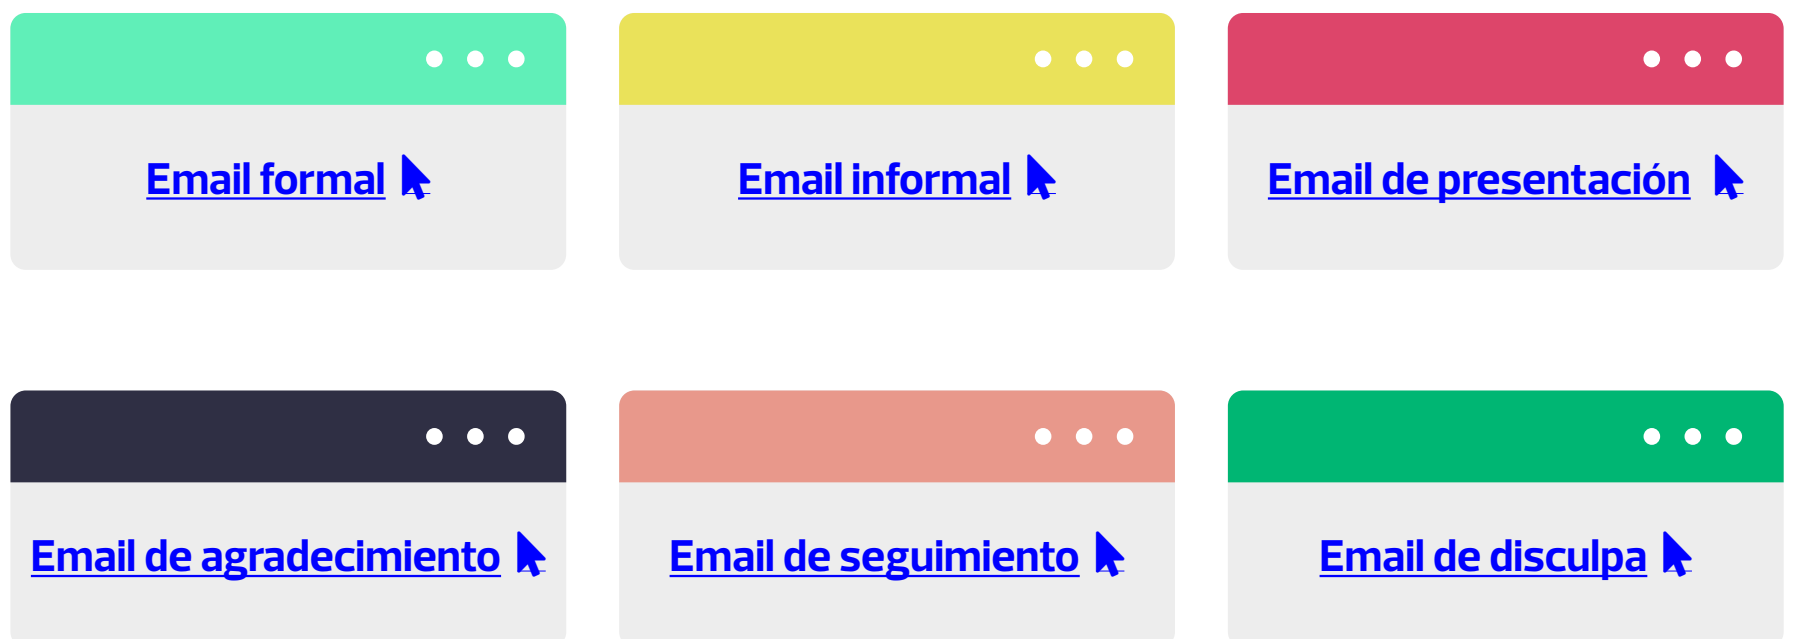 Email formal
Email informal
Email de presentación
Email de agradecimiento
Email de seguimiento
Email de disculpa